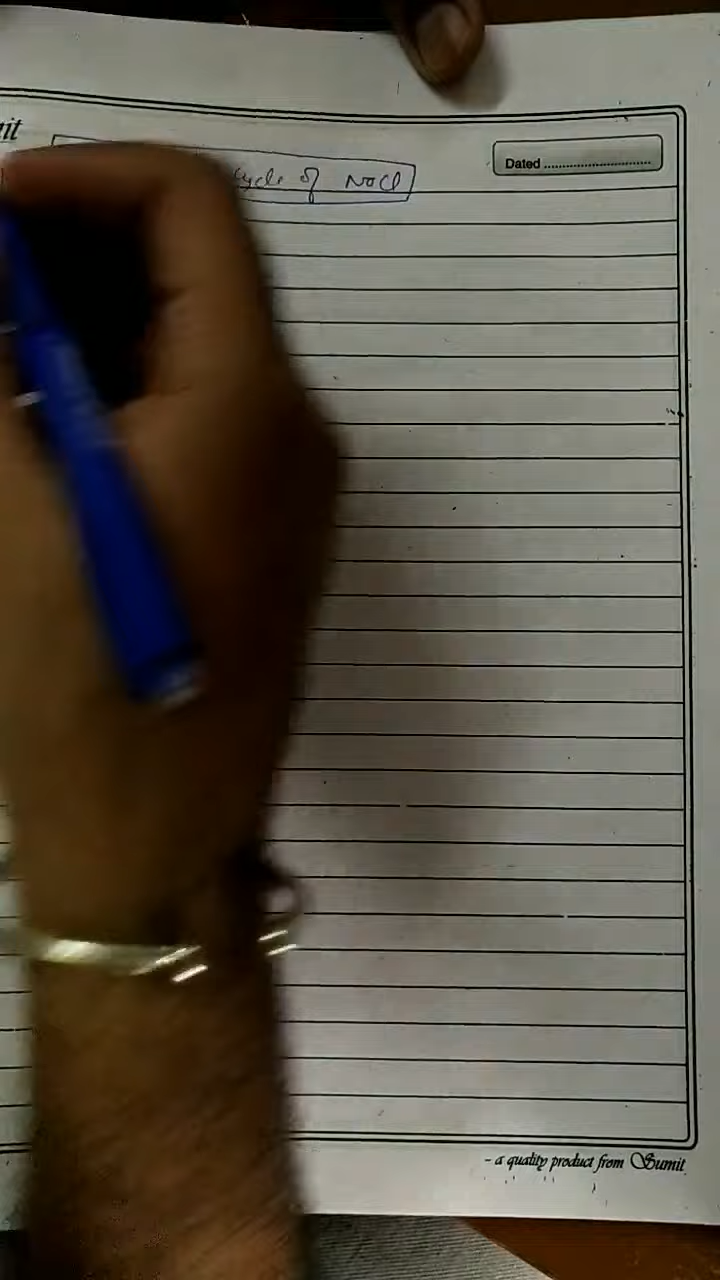 it
Cycle of NaCl
Dated ..............................
- a quality product from Sumit